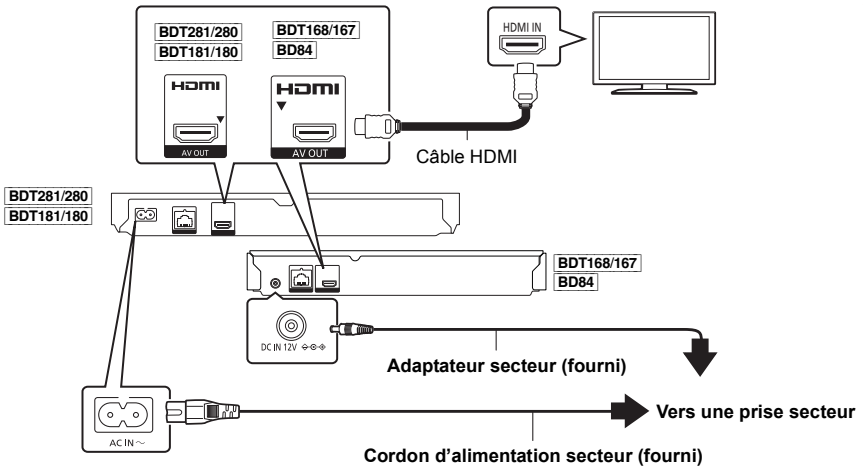 BDT281/280
BDT181/180
BDT168/167
BD84
HDMI IN
HDMI
AV OUT
HDMI
AV OUT
Câble HDMI
BDT281/280
BDT181/180
BDT168/167
BD84
DC IN 12V
Adaptateur secteur (fourni)
Vers une prise secteur
AC IN ~
Cordon d'alimentation secteur (fourni)